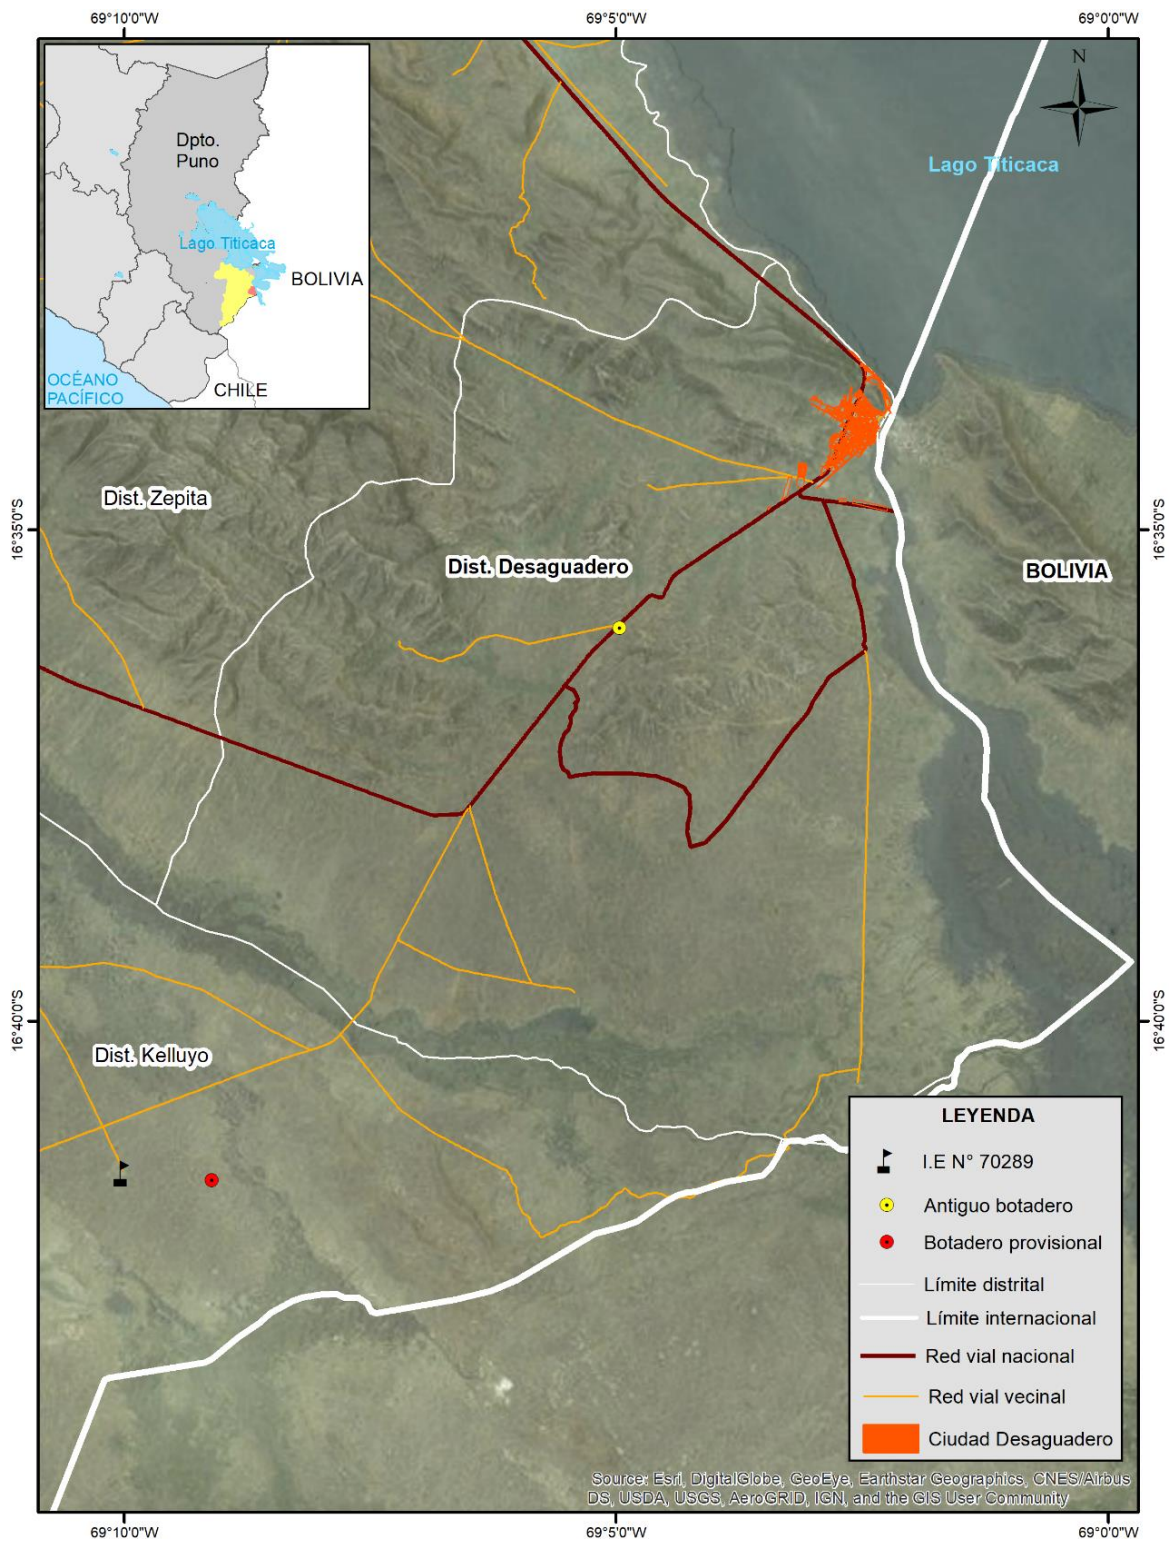 69°10'0"W
69°5'0"W
69°0'0"W
N
Lago Titicaca
Dpto.
Puno
Lago Titicaca
BOLIVIA
OCÉANO
PACÍFICO
CHILE
Dist. Zepita
16°35'0"S
16°35'0"S
Dist. Desaguadero
BOLIVIA
16°40'0"S
16°40'0"S
Dist. Kelluyo
LEYENDA
I.E N° 70289
Antiguo botadero
Botadero provisional
Límite distrital
Límite internacional
Red vial nacional
Red vial vecinal
Ciudad Desaguadero
Source: Esri, DigitalGlobe, GeoEye, Earthstar Geographics, CNES/Airbus
DS, USDA, USGS, AeroGRID, IGN, and the GIS User Community
69°10'0"W
69°5'0"W
69°0'0"W